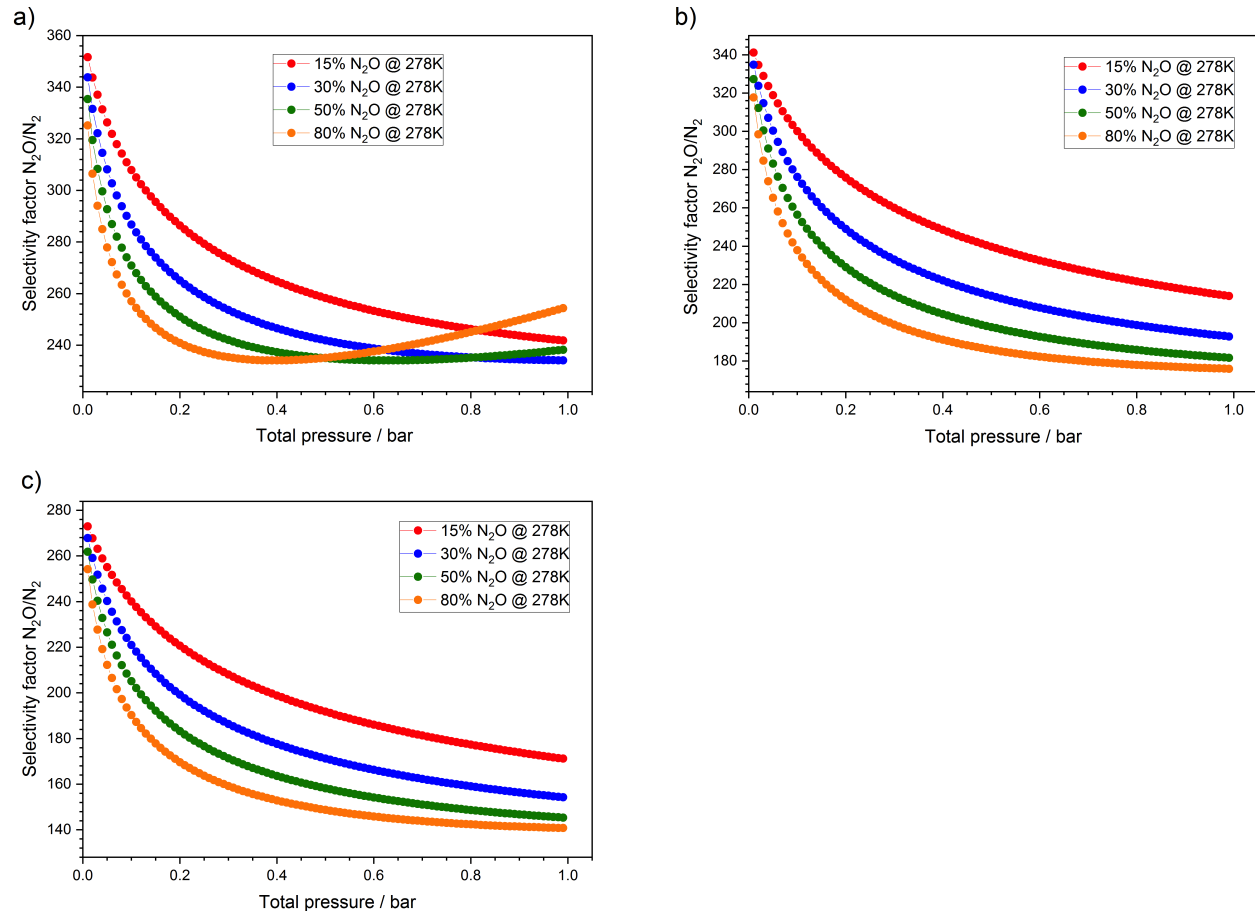 a)
360
340
320
300
280
260
240
0.0 0.2 0.4 0.6 0.8 1.0
Selectivity factor N₂O/N₂
Total pressure / bar
15% N₂O @ 278K
30% N₂O @ 278K
50% N₂O @ 278K
80% N₂O @ 278K
b)
340
320
300
280
260
240
220
200
180
0.0 0.2 0.4 0.6 0.8 1.0
Selectivity factor N₂O/N₂
Total pressure / bar
15% N₂O @ 278K
30% N₂O @ 278K
50% N₂O @ 278K
80% N₂O @ 278K
c)
280
260
240
220
200
180
160
140
0.0 0.2 0.4 0.6 0.8 1.0
Selectivity factor N₂O/N₂
Total pressure / bar
15% N₂O @ 278K
30% N₂O @ 278K
50% N₂O @ 278K
80% N₂O @ 278K